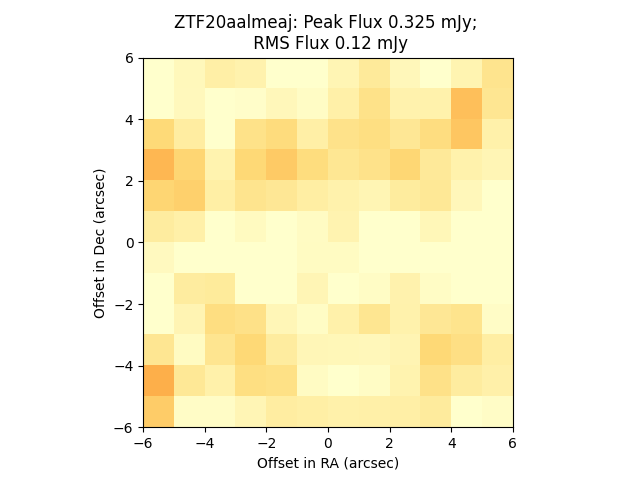 ZTF20aalmeaj: Peak Flux 0.325 mJy;
RMS Flux 0.12 mJy
6
4
2
0
−2
−4
−6
Offset in Dec (arcsec)
−6 −4 −2 0 2 4 6
Offset in RA (arcsec)